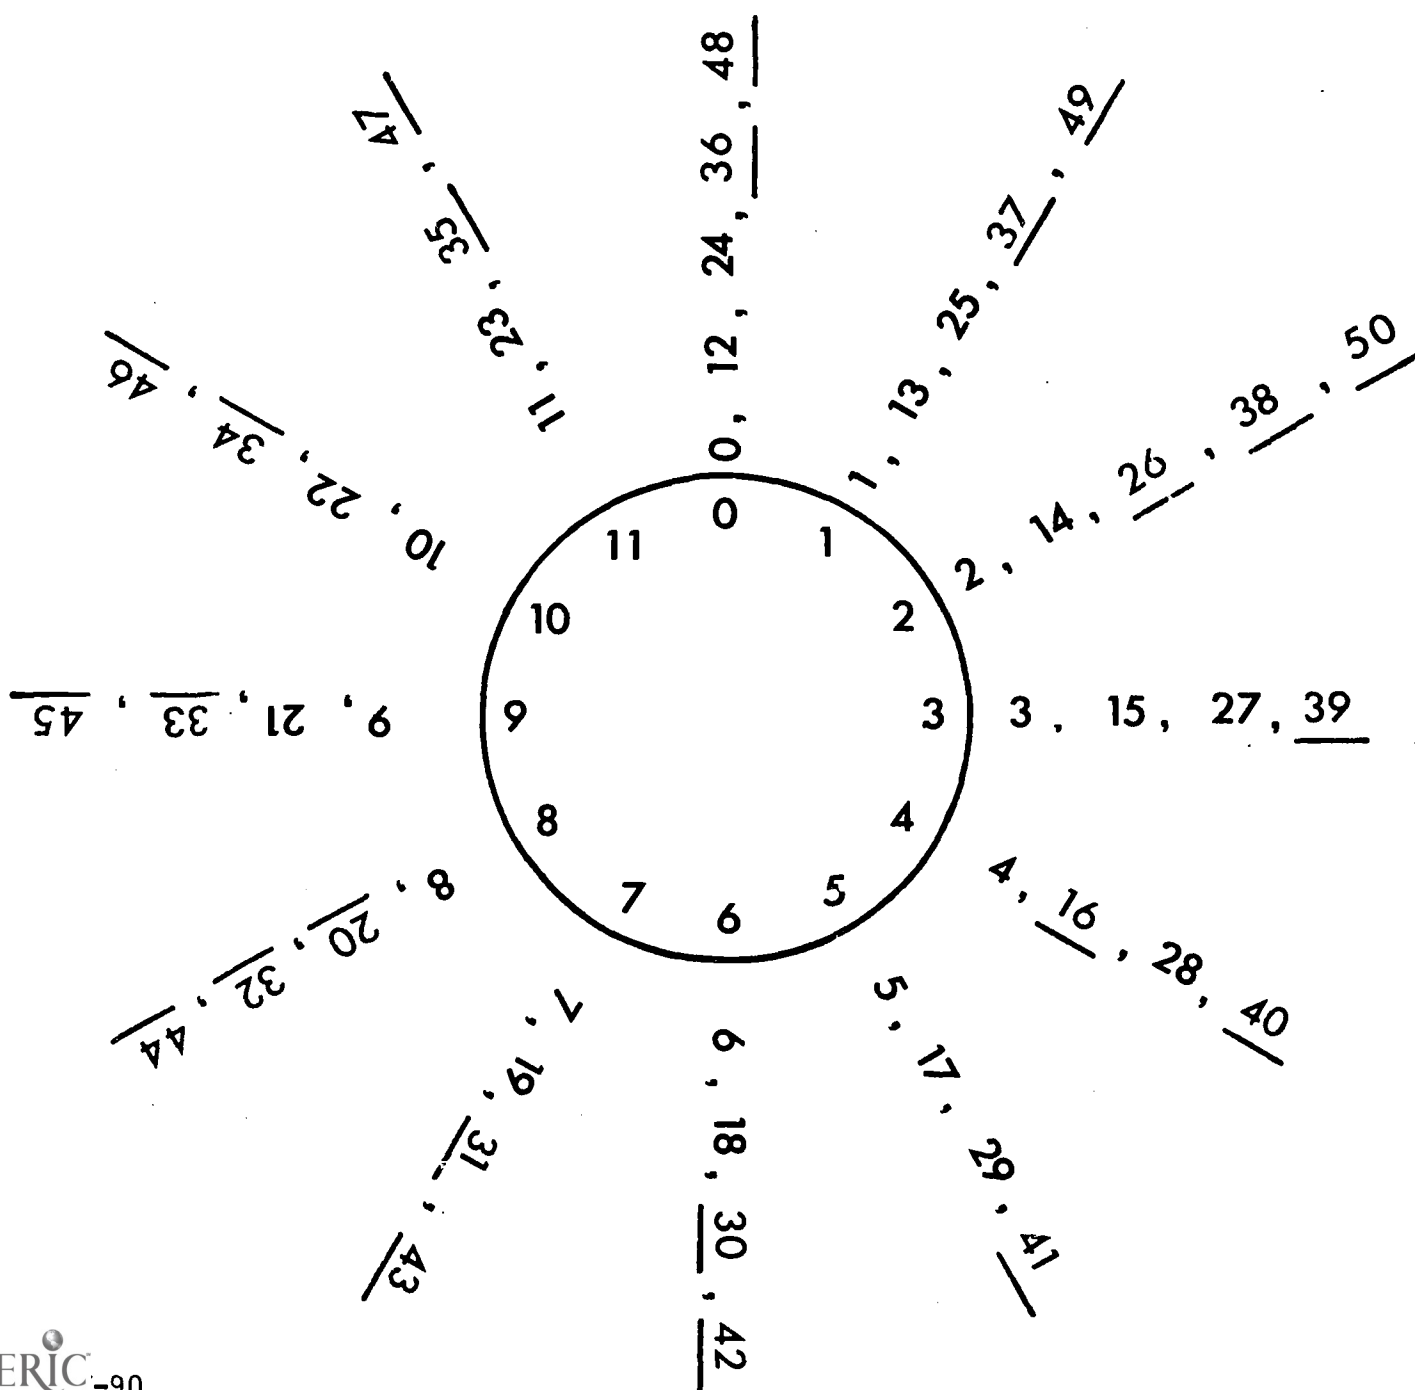 0, 12, 24, 36, 48
1, 13, 25, 37, 49
2, 14, 26, 38, 50
3, 15, 27, 39
4, 16, 28, 40
5, 17, 29, 41
6, 18, 30, 42
7, 19, 31, 43
8, 20, 32, 44
9, 21, 33, 45
10, 22, 34, 46
11, 23, 35, 47
0
1
2
3
4
5
6
7
8
9
10
11
ERIC